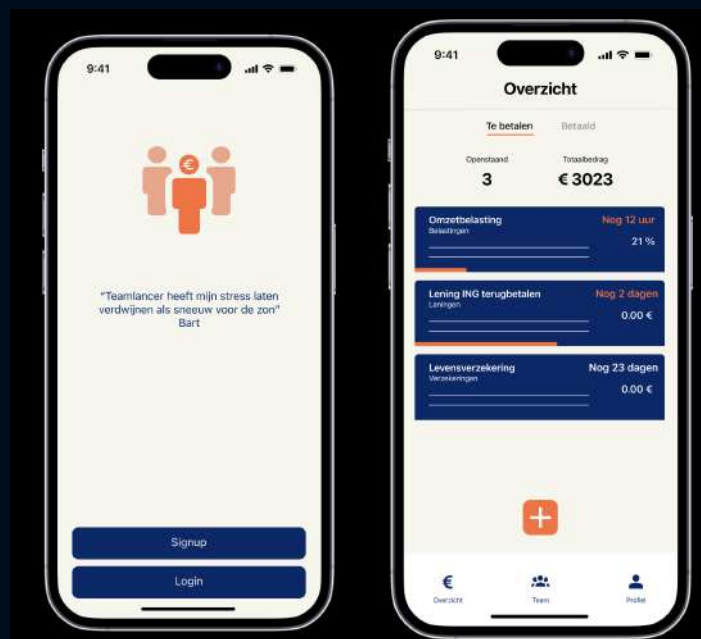 9:41
€
"Teamlancer heeft mijn stress laten
verdwijnen als sneeuw voor de zon"
Bart
Signup
Login
9:41
Overzicht
Te betalen
Betaald
Openstaand
Totaalbedrag
3
€ 3023
Omzetbelasting
Nog 12 uur
Belastingen
21 %
Lening ING terugbetalen
Nog 2 dagen
Leningen
0.00 €
Levensverzekering
Nog 23 dagen
Verzekeringen
0.00 €
+
€
Overzicht
Team
Profiel